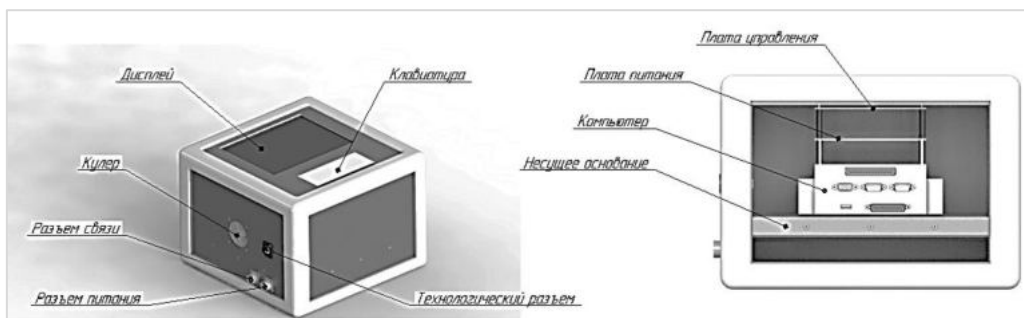 Дисплей
Клавиатура
Кулер
Разъем связи
Разъем питания
Технологический разъем
Плата управления
Плата питания
Компьютер
Несущее основание